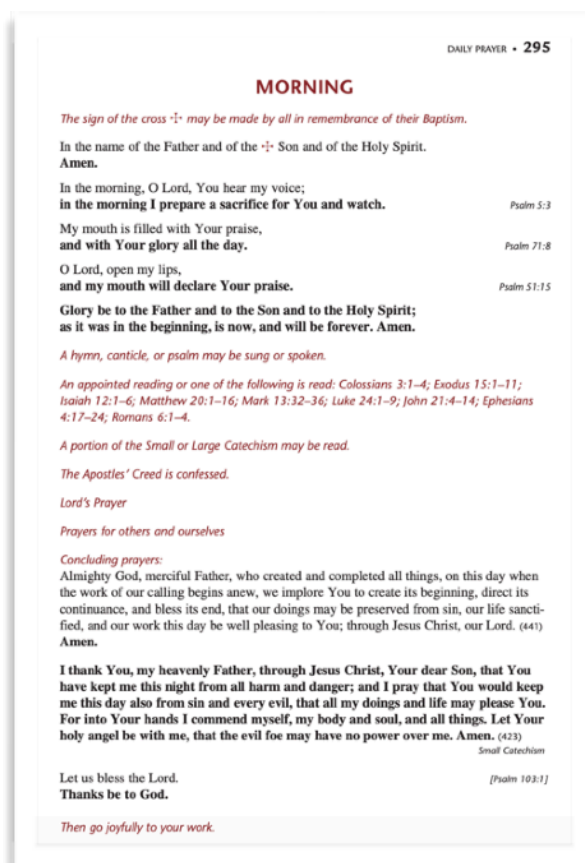 DAILY PRAYER • 295
MORNING
The sign of the cross ☩ may be made by all in remembrance of their Baptism.
In the name of the Father and of the ☩ Son and of the Holy Spirit.
Amen.
In the morning, O Lord, You hear my voice;
in the morning I prepare a sacrifice for You and watch. Psalm 5:3
My mouth is filled with Your praise,
and with Your glory all the day. Psalm 71:8
O Lord, open my lips,
and my mouth will declare Your praise. Psalm 51:15
Glory be to the Father and to the Son and to the Holy Spirit;
as it was in the beginning, is now, and will be forever. Amen.
A hymn, canticle, or psalm may be sung or spoken.
An appointed reading or one of the following is read: Colossians 3:1–4; Exodus 15:1–11;
Isaiah 12:1–6; Matthew 20:1–16; Mark 13:32–36; Luke 24:1–9; John 21:4–14; Ephesians
4:17–24; Romans 6:1–4.
A portion of the Small or Large Catechism may be read.
The Apostles' Creed is confessed.
Lord's Prayer
Prayers for others and ourselves
Concluding prayers:
Almighty God, merciful Father, who created and completed all things, on this day when
the work of our calling begins anew, we implore You to create its beginning, direct its
continuance, and bless its end, that our doings may be preserved from sin, our life sancti-
fied, and our work this day be well pleasing to You; through Jesus Christ, our Lord. (441)
Amen.
I thank You, my heavenly Father, through Jesus Christ, Your dear Son, that You
have kept me this night from all harm and danger; and I pray that You would keep
me this day also from sin and every evil, that all my doings and life may please You.
For into Your hands I commend myself, my body and soul, and all things. Let Your
holy angel be with me, that the evil foe may have no power over me. Amen. (423)
Small Catechism
Let us bless the Lord. [Psalm 103:1]
Thanks be to God.
Then go joyfully to your work.